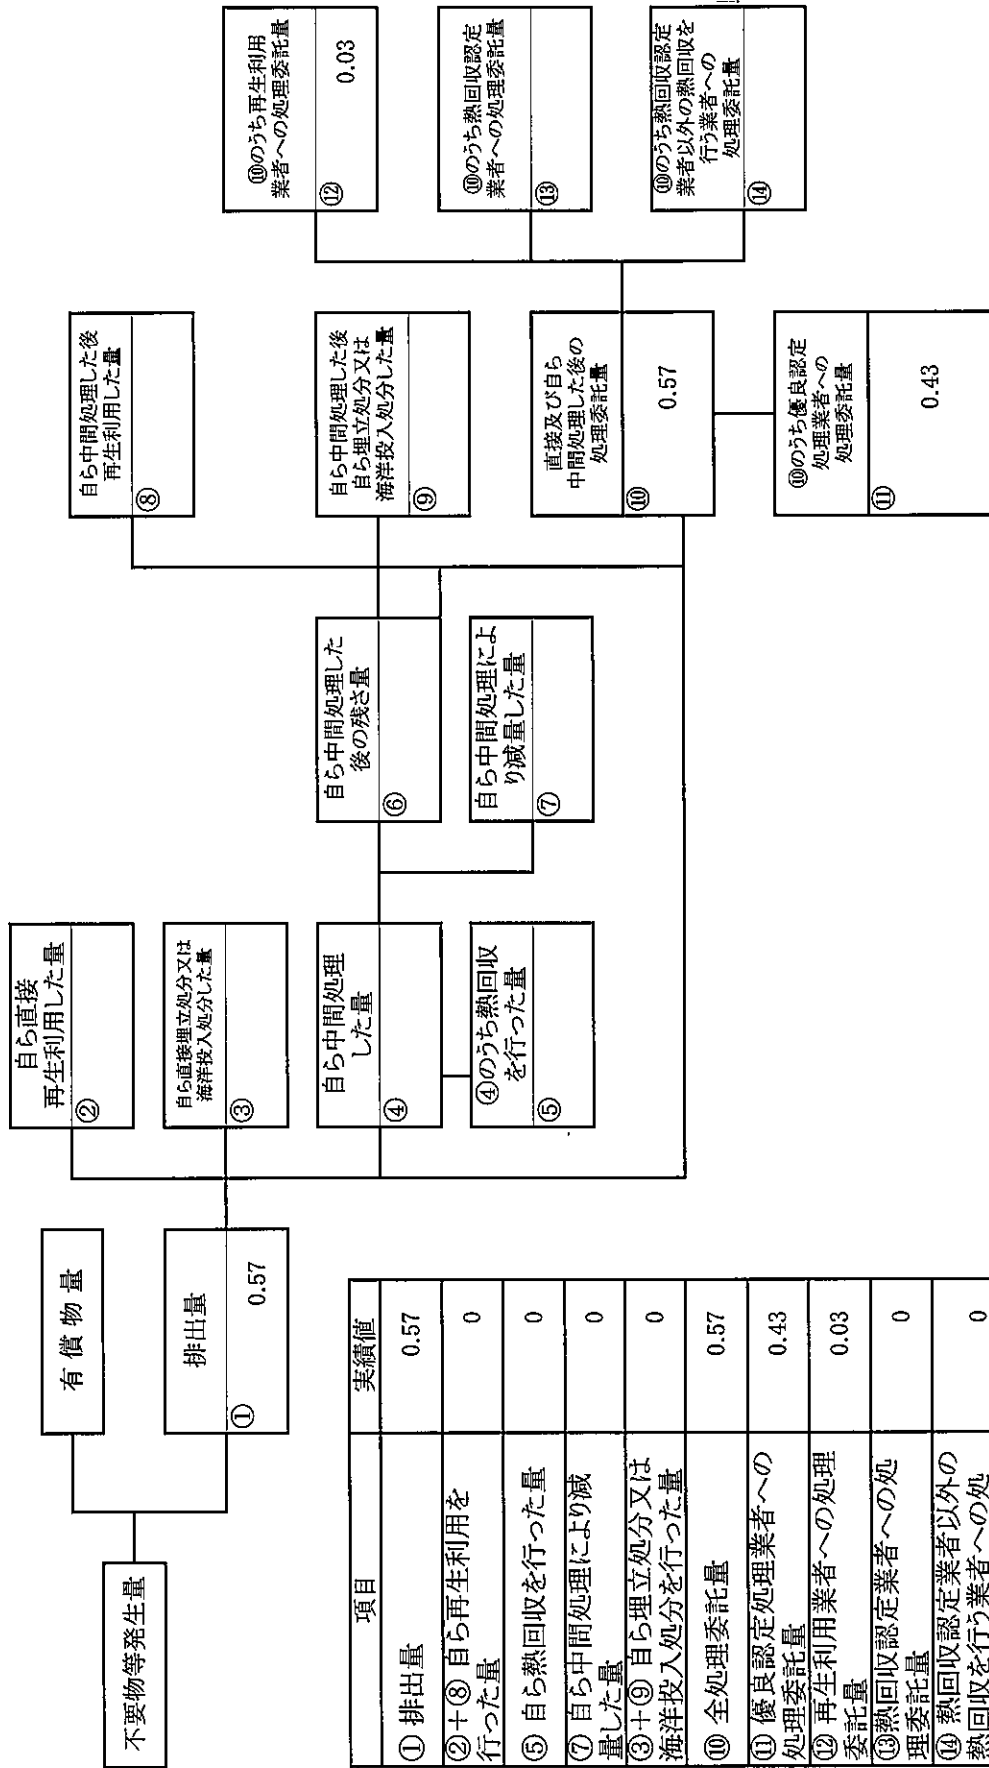 不要物等発生量
有償物量
排出量
①
0.57
自ら直接
再生利用した量
②
自ら直接埋立処分又は
海洋投入処分した量
③
自ら中間処理
した量
④
④のうち熱回収
を行った量
⑤
自ら中間処理した
後の残さ量
⑥
自ら中間処理によ
り減量した量
⑦
自ら中間処理した後
再生利用した量
⑧
自ら中間処理した後
自ら埋立処分又は
海洋投入処分した量
⑨
直接及び自ら
中間処理した後の
処理委託量
⑩
0.57
⑩のうち優良認定
処理業者への
処理委託量
⑪
0.43
⑩のうち再生利用
業者への処理委託量
⑫
0.03
⑩のうち熱回収認定
業者への処理委託量
⑬
⑩のうち熱回収認定
業者以外の熱回収を
行う業者への
処理委託量
⑭
項目 実績値
① 排出量 0.57
②+⑧ 自ら再生利用を
行った量 0
⑤ 自ら熱回収を行った量 0
⑦ 自ら中間処理により減
量した量 0
③+⑨ 自ら埋立処分又は
海洋投入処分を行った量 0
⑩ 全処理委託量 0.57
⑪ 優良認定処理業者への
処理委託量 0.43
⑫ 再生利用業者への処理
委託量 0.03
⑬熱回収認定業者への処
理委託量 0
⑭ 熱回収認定業者以外の
熱回収を行う業者への処 0